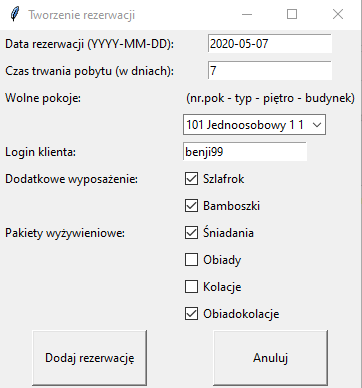 Tworzenie rezerwacji
Data rezerwacji (YYYY-MM-DD): 2020-05-07
Czas trwania pobytu (w dniach): 7
Wolne pokoje: (nr.pok - typ - piętro - budynek)
101 Jednoosobowy 1 1
Login klienta: benji99
Dodatkowe wyposażenie: Szlafrok
Bamboszki
Pakiety wyżywieniowe: Śniadania
Obiady
Kolacje
Obiadokolacje
Dodaj rezerwację Anuluj